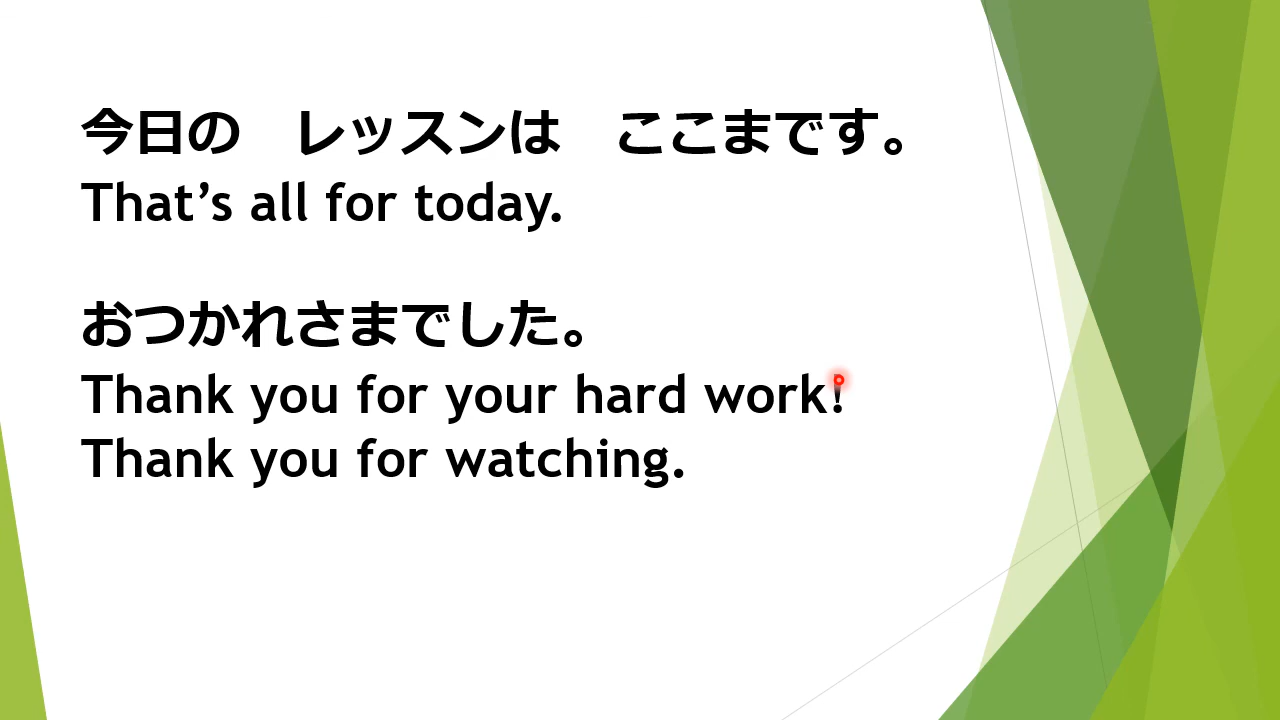 今日の　レッスンは　ここまです。
That’s all for today.
おつかれさまでした。
Thank you for your hard work!
Thank you for watching.